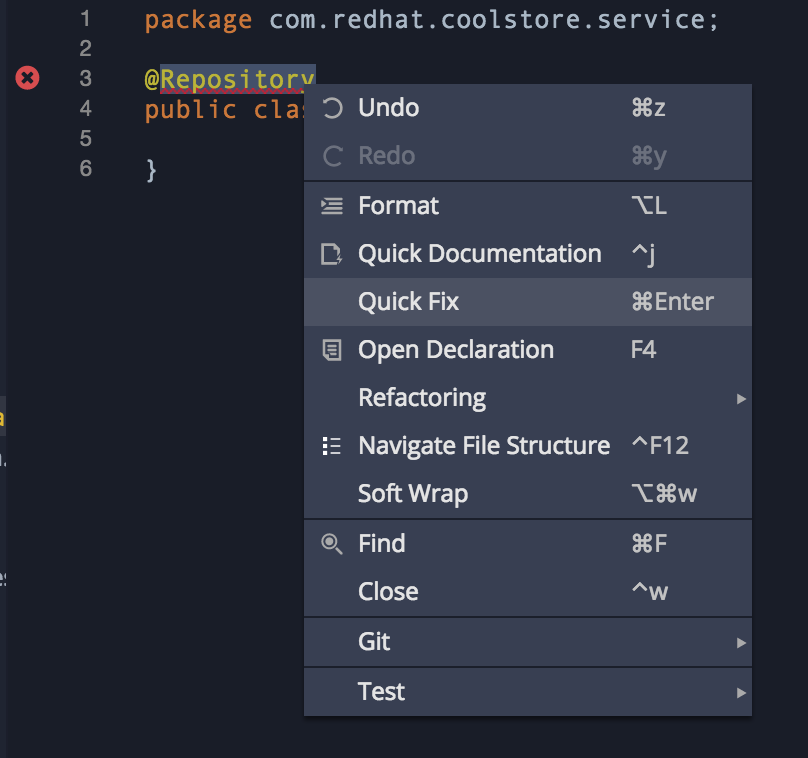 1 package com.redhat.coolstore.service;
2
3 @Repository
4 public clas
5
6 }
Undo ⌘z
Redo ⌘y
Format ⌥L
Quick Documentation ^j
Quick Fix ⌘Enter
Open Declaration F4
Refactoring
Navigate File Structure ^F12
Soft Wrap ⌥⌘w
Find ⌘F
Close ^w
Git
Test